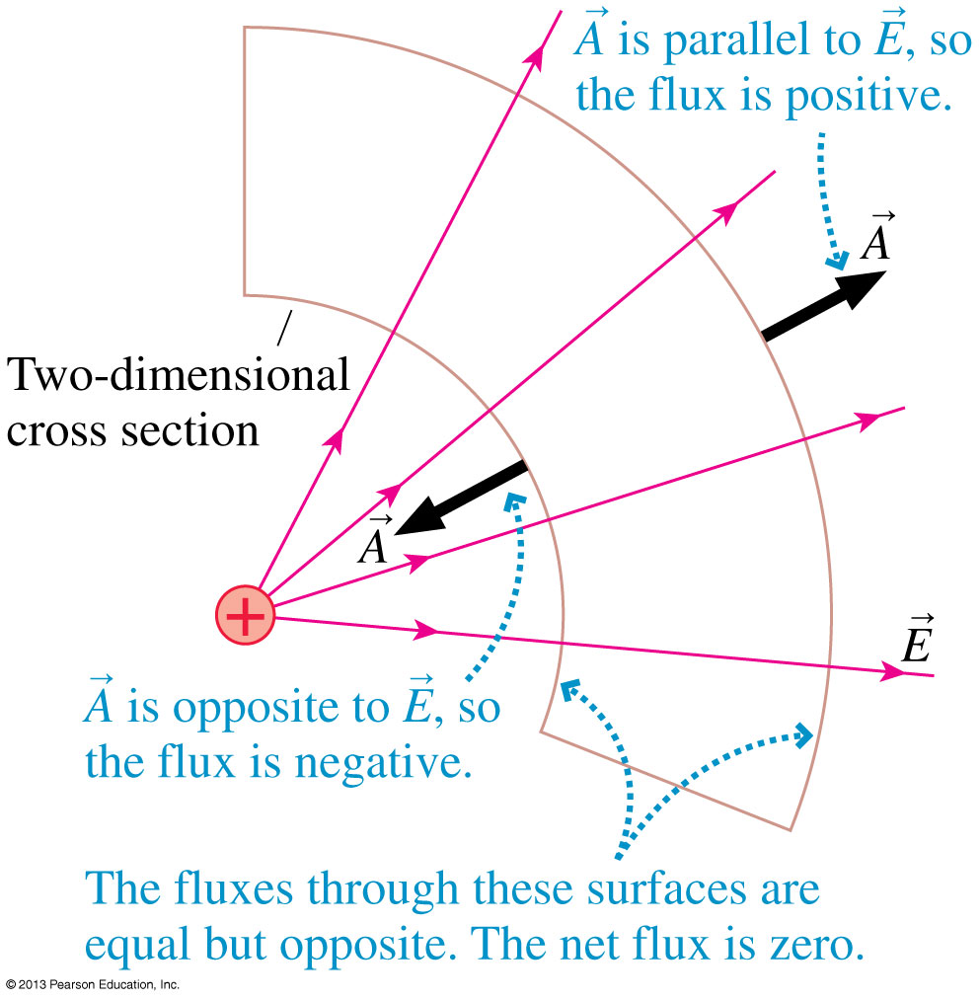 A⃗ is parallel to E⃗, so
the flux is positive.
A⃗
Two-dimensional
cross section
A⃗
+
E⃗
A⃗ is opposite to E⃗, so
the flux is negative.
The fluxes through these surfaces are
equal but opposite. The net flux is zero.
© 2013 Pearson Education, Inc.